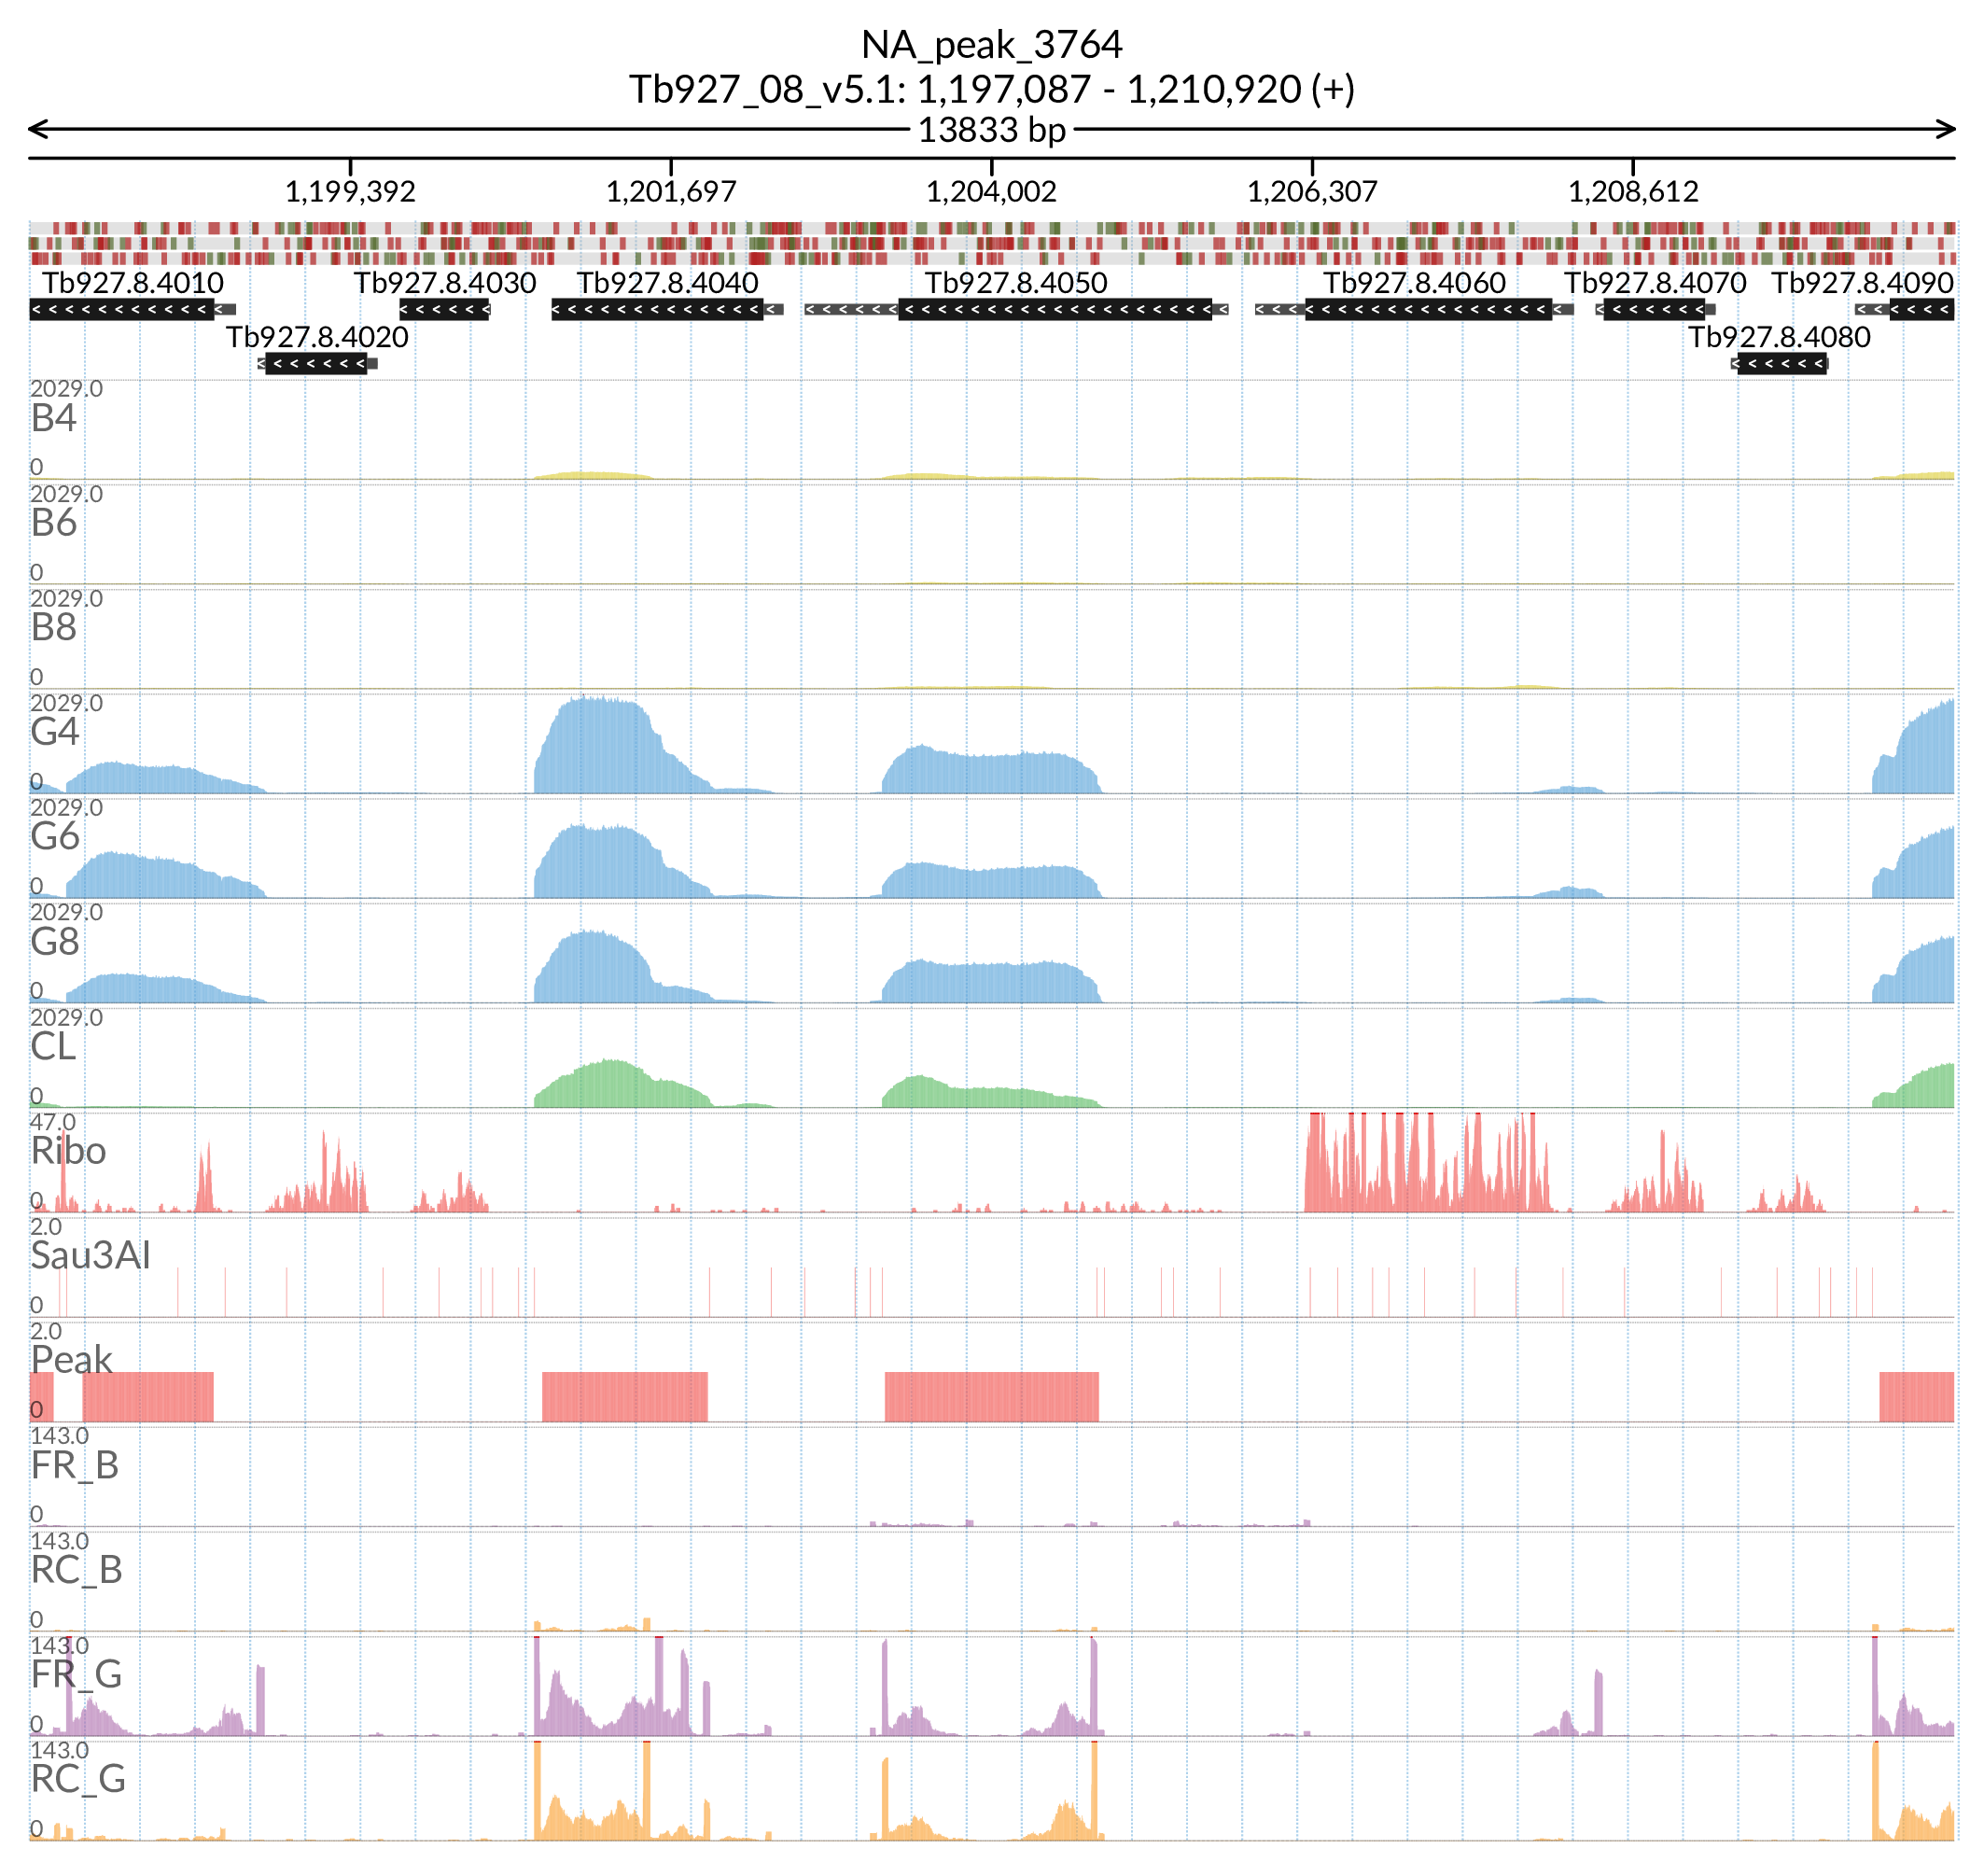 NA_peak_3764
Tb927_08_v5.1: 1,197,087 - 1,210,920 (+)
13833 bp
1,199,392 1,201,697 1,204,002 1,206,307 1,208,612
Tb927.8.4010 Tb927.8.4030 Tb927.8.4040 Tb927.8.4050 Tb927.8.4060 Tb927.8.4070 Tb927.8.4090
Tb927.8.4020 Tb927.8.4080
2029.0
B4
0
2029.0
B6
0
2029.0
B8
0
2029.0
G4
0
2029.0
G6
0
2029.0
G8
0
2029.0
CL
0
47.0
Ribo
0
2.0
Sau3AI
0
2.0
Peak
0
143.0
FR_B
0
143.0
RC_B
0
143.0
FR_G
0
143.0
RC_G
0